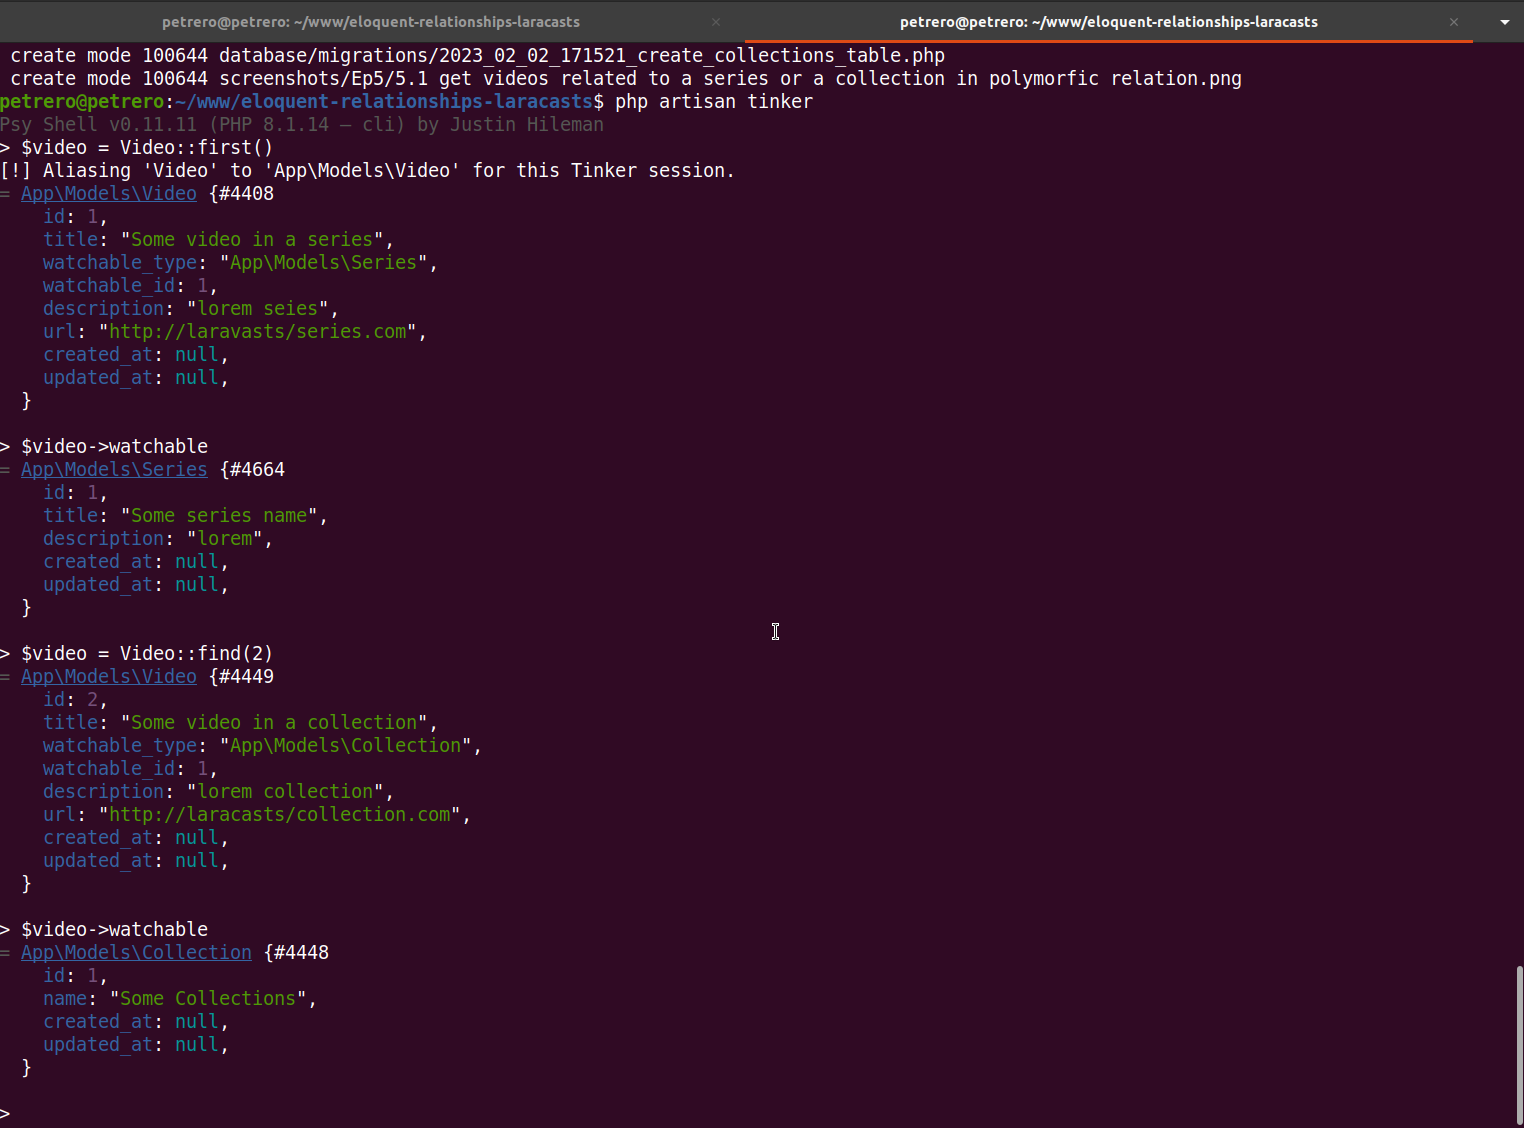 petrero@petrero: ~/www/eloquent-relationships-laracasts × petrero@petrero: ~/www/eloquent-relationships-laracasts ×
create mode 100644 database/migrations/2023_02_02_171521_create_collections_table.php
create mode 100644 screenshots/Ep5/5.1 get videos related to a series or a collection in polymorfic relation.png
petrero@petrero:~/www/eloquent-relationships-laracasts$ php artisan tinker
Psy Shell v0.11.11 (PHP 8.1.14 — cli) by Justin Hileman
> $video = Video::first()
[!] Aliasing 'Video' to 'App\Models\Video' for this Tinker session.
= App\Models\Video {#4408
id: 1,
title: "Some video in a series",
watchable_type: "App\Models\Series",
watchable_id: 1,
description: "lorem seies",
url: "http://laravasts/series.com",
created_at: null,
updated_at: null,
}
> $video->watchable
= App\Models\Series {#4664
id: 1,
title: "Some series name",
description: "lorem",
created_at: null,
updated_at: null,
}
> $video = Video::find(2)
= App\Models\Video {#4449
id: 2,
title: "Some video in a collection",
watchable_type: "App\Models\Collection",
watchable_id: 1,
description: "lorem collection",
url: "http://laracasts/collection.com",
created_at: null,
updated_at: null,
}
> $video->watchable
= App\Models\Collection {#4448
id: 1,
name: "Some Collections",
created_at: null,
updated_at: null,
}
>